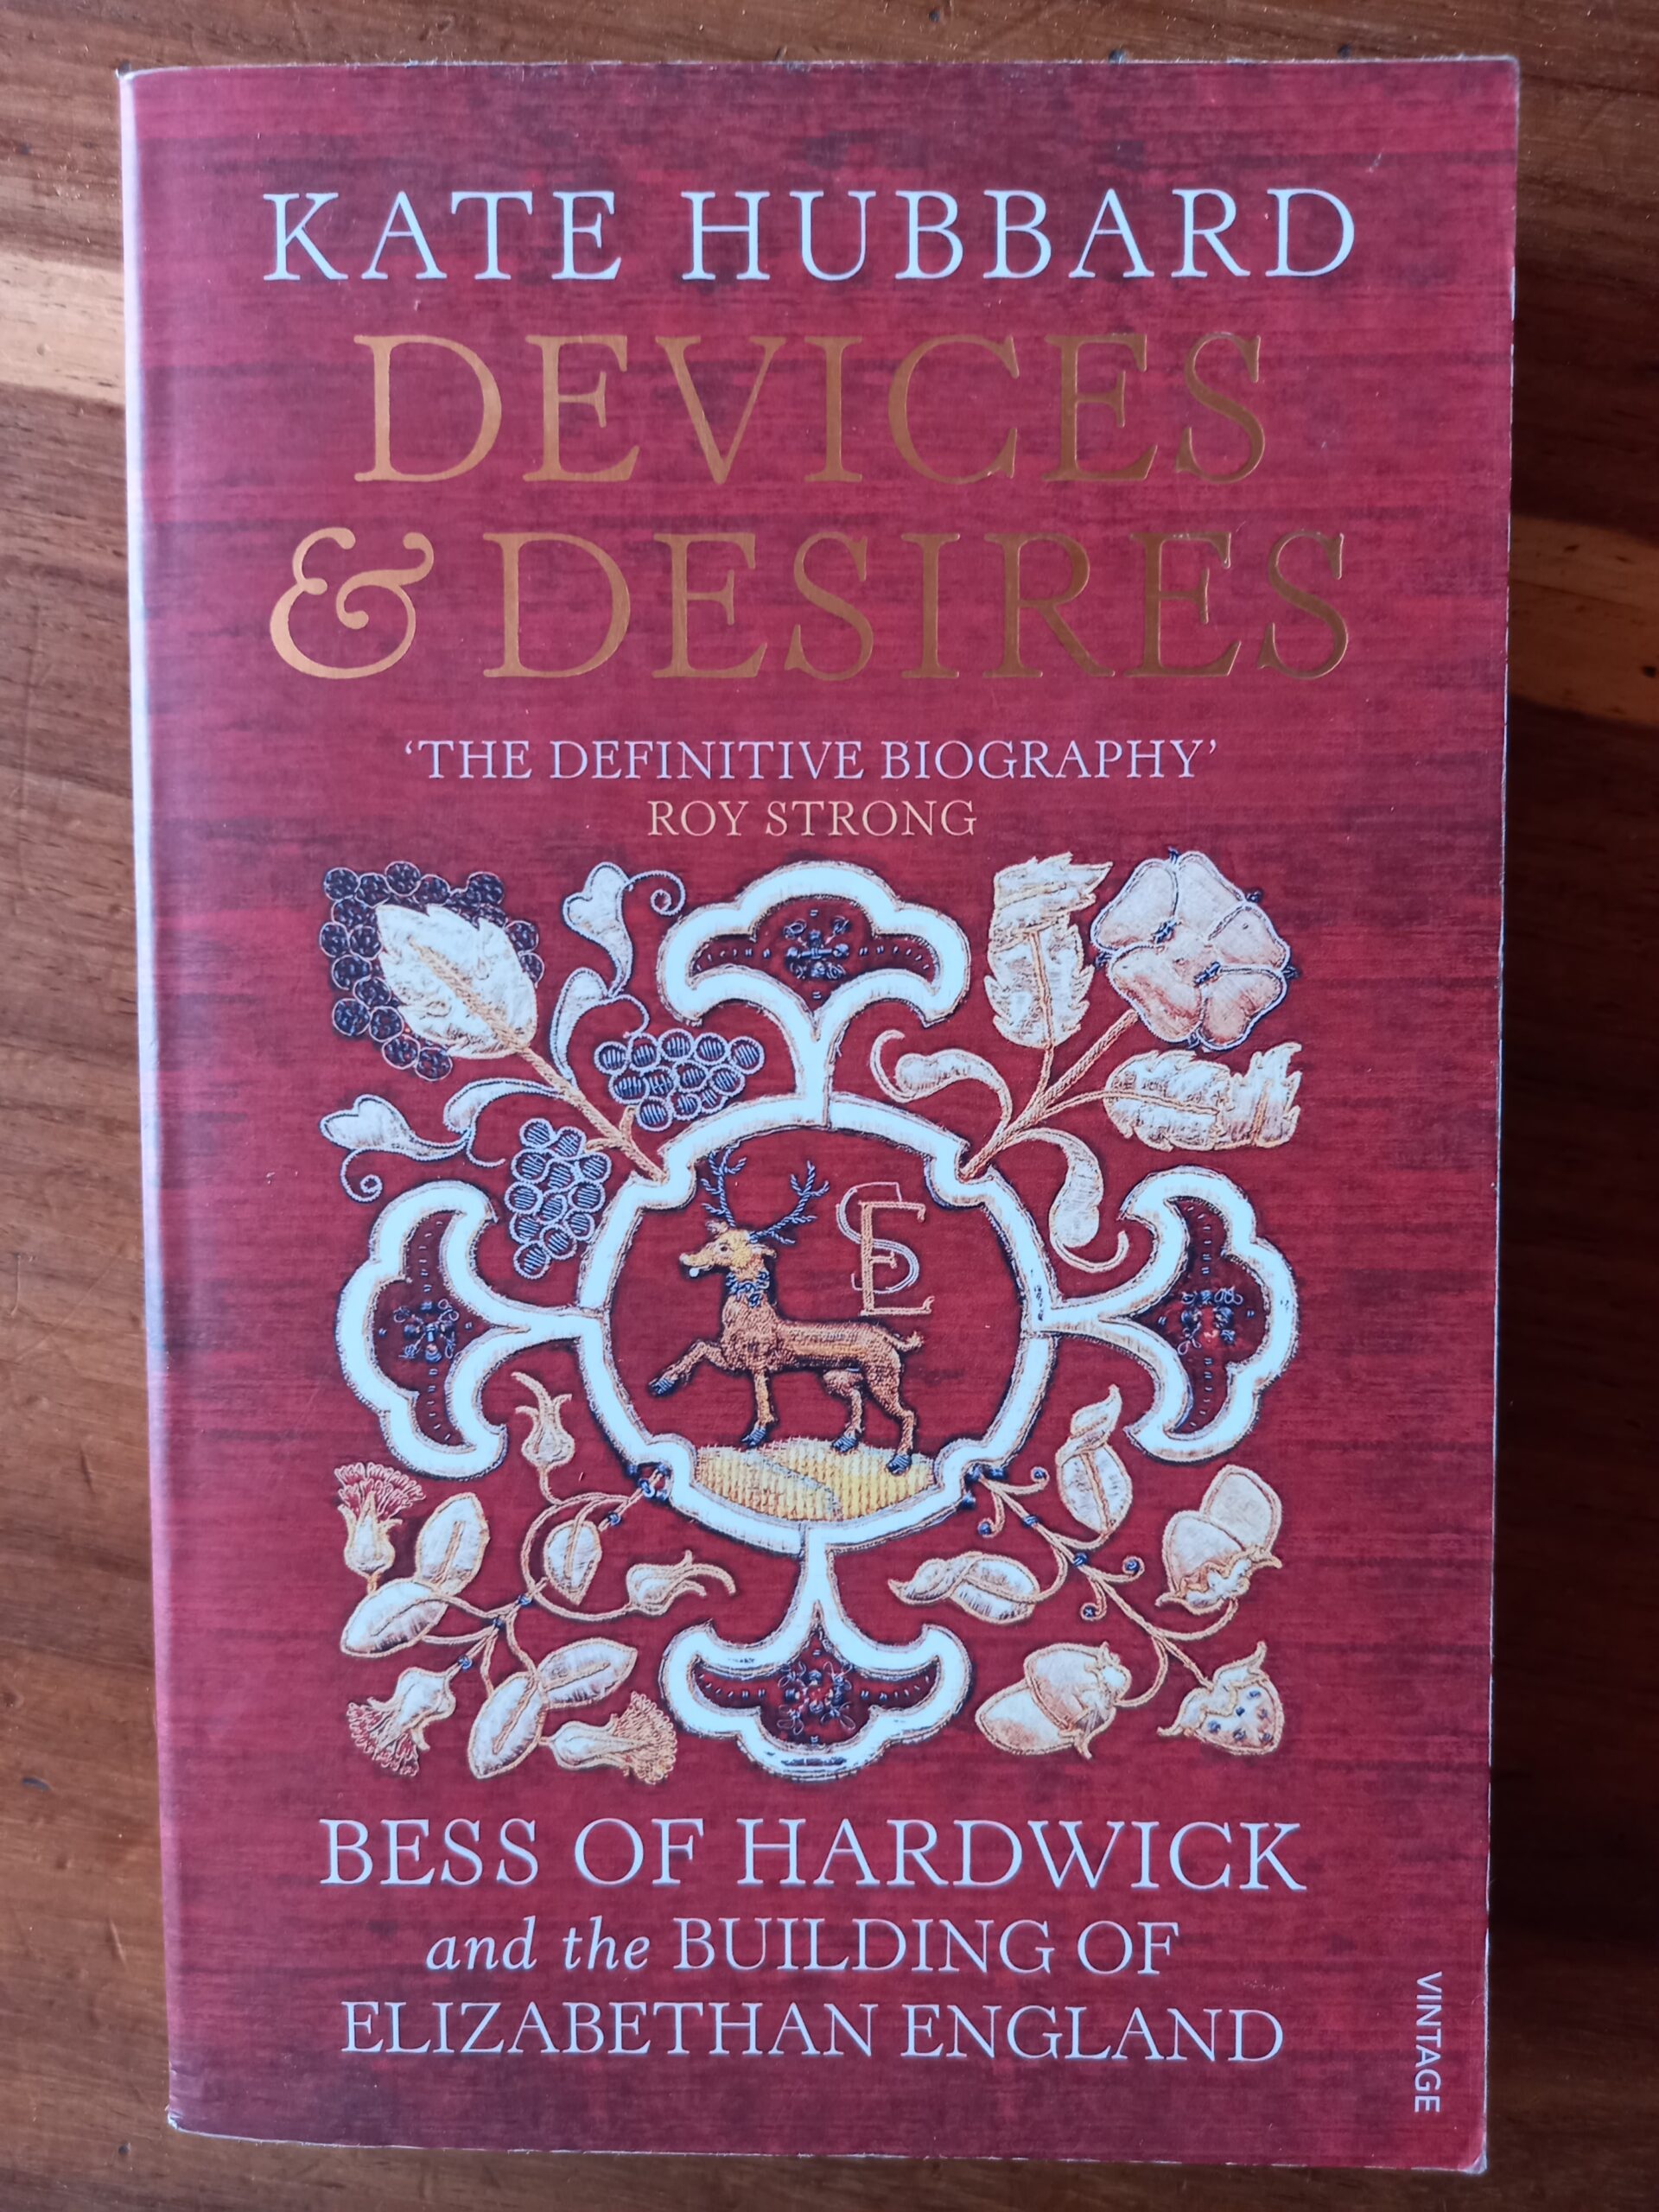 KATE HUBBARD
DEVICES
& DESIRES
‘THE DEFINITIVE BIOGRAPHY’
ROY STRONG
ES
BESS OF HARDWICK
and the BUILDING OF
ELIZABETHAN ENGLAND
VINTAGE